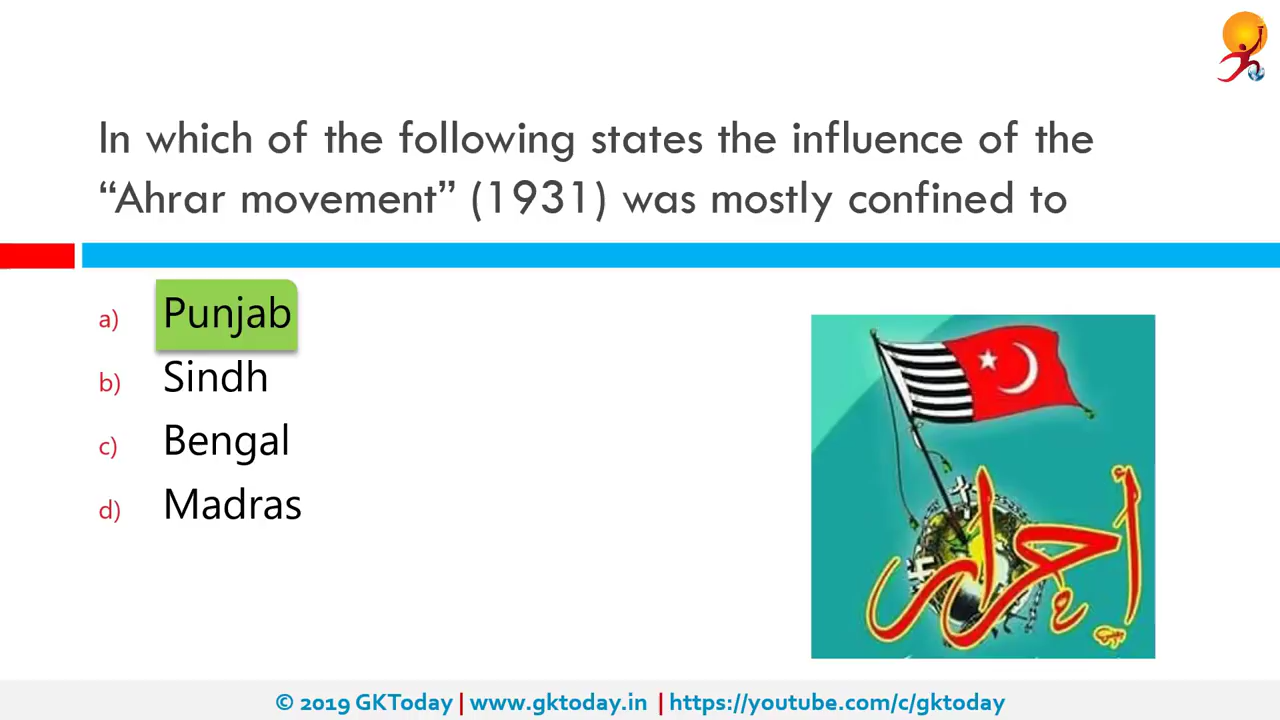 In which of the following states the influence of the
“Ahrar movement” (1931) was mostly confined to
a) Punjab
b) Sindh
c) Bengal
d) Madras
أحرار
© 2019 GKToday | www.gktoday.in | https://youtube.com/c/gktoday